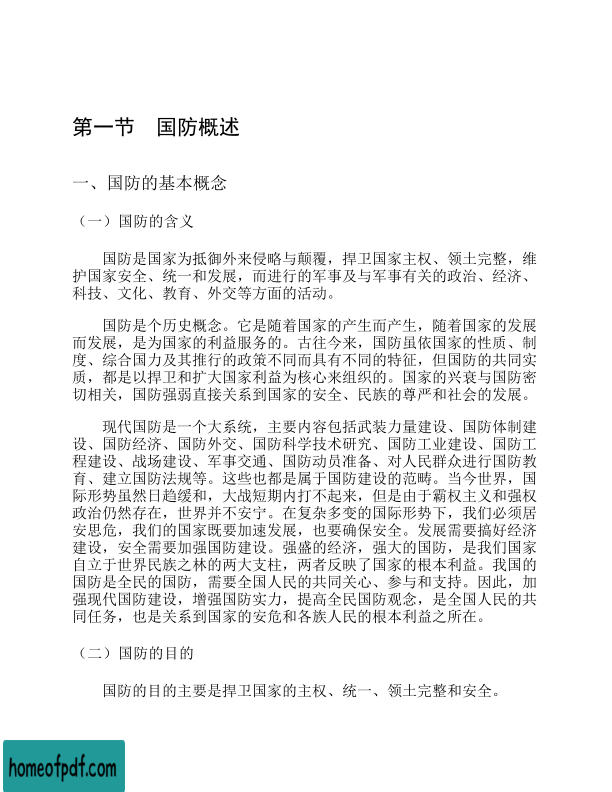 第一节　国防概述
一、国防的基本概念
（一）国防的含义
国防是国家为抵御外来侵略与颠覆，捍卫国家主权、领土完整，维
护国家安全、统一和发展，而进行的军事及与军事有关的政治、经济、
科技、文化、教育、外交等方面的活动。
国防是个历史概念。它是随着国家的产生而产生，随着国家的发展
而发展，是为国家的利益服务的。古往今来，国防虽依国家的性质、制
度、综合国力及其推行的政策不同而具有不同的特征，但国防的共同实
质，都是以捍卫和扩大国家利益为核心来组织的。国家的兴衰与国防密
切相关，国防强弱直接关系到国家的安全、民族的尊严和社会的发展。
现代国防是一个大系统，主要内容包括武装力量建设、国防体制建
设、国防经济、国防外交、国防科学技术研究、国防工业建设、国防工
程建设、战场建设、军事交通、国防动员准备、对人民群众进行国防教
育、建立国防法规等。这些也都是属于国防建设的范畴。当今世界，国
际形势虽然日趋缓和，大战短期内打不起来，但是由于霸权主义和强权
政治仍然存在，世界并不安宁。在复杂多变的国际形势下，我们必须居
安思危，我们的国家既要加速发展，也要确保安全。发展需要搞好经济
建设，安全需要加强国防建设。强盛的经济，强大的国防，是我们国家
自立于世界民族之林的两大支柱，两者反映了国家的根本利益。我国的
国防是全民的国防，需要全国人民的共同关心、参与和支持。因此，加
强现代国防建设，增强国防实力，提高全民国防观念，是全国人民的共
同任务，也是关系到国家的安危和各族人民的根本利益之所在。
（二）国防的目的
国防的目的主要是捍卫国家的主权、统一、领土完整和安全。
homeofpdf.com